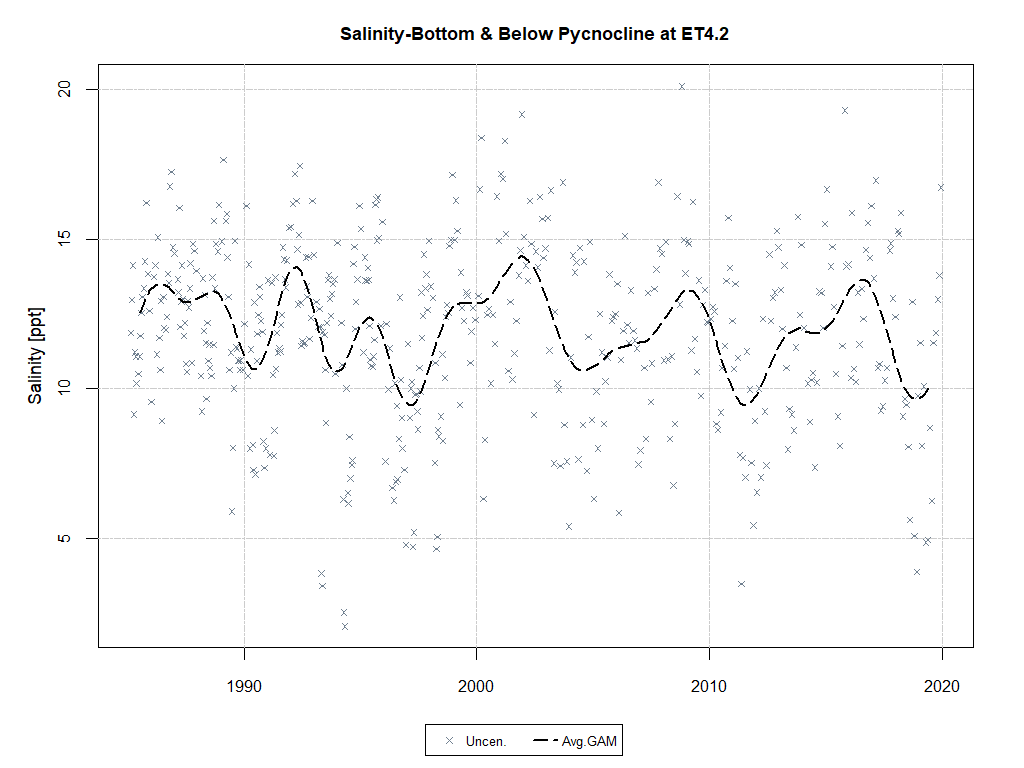 Salinity-Bottom & Below Pycnocline at ET4.2
20
15
10
5
Salinity [ppt]
1990 2000 2010 2020
Uncen. Avg.GAM